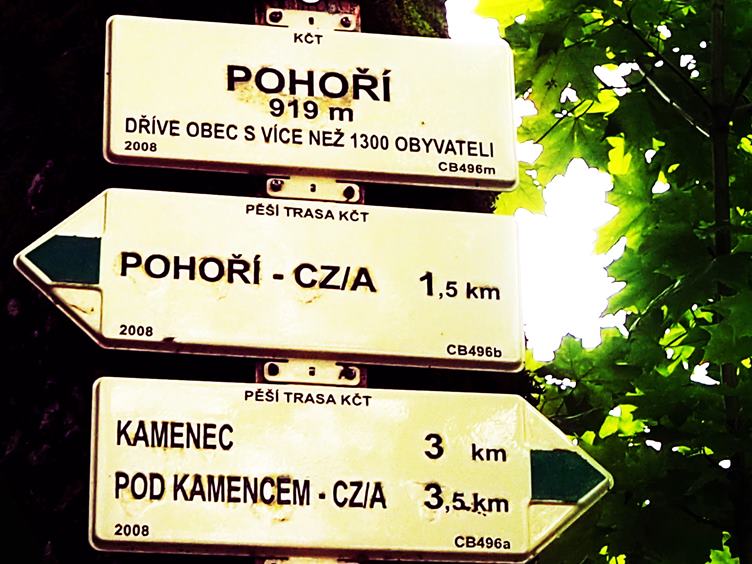 KČT
POHOŘÍ
919 m
DŘÍVE OBEC S VÍCE NEŽ 1300 OBYVATELI
2008 CB496m
PĚŠÍ TRASA KČT
POHOŘÍ - CZ/A 1,5 km
2008 CB496b
PĚŠÍ TRASA KČT
KAMENEC 3 km
POD KAMENCEM - CZ/A 3,5 km
2008 CB496a